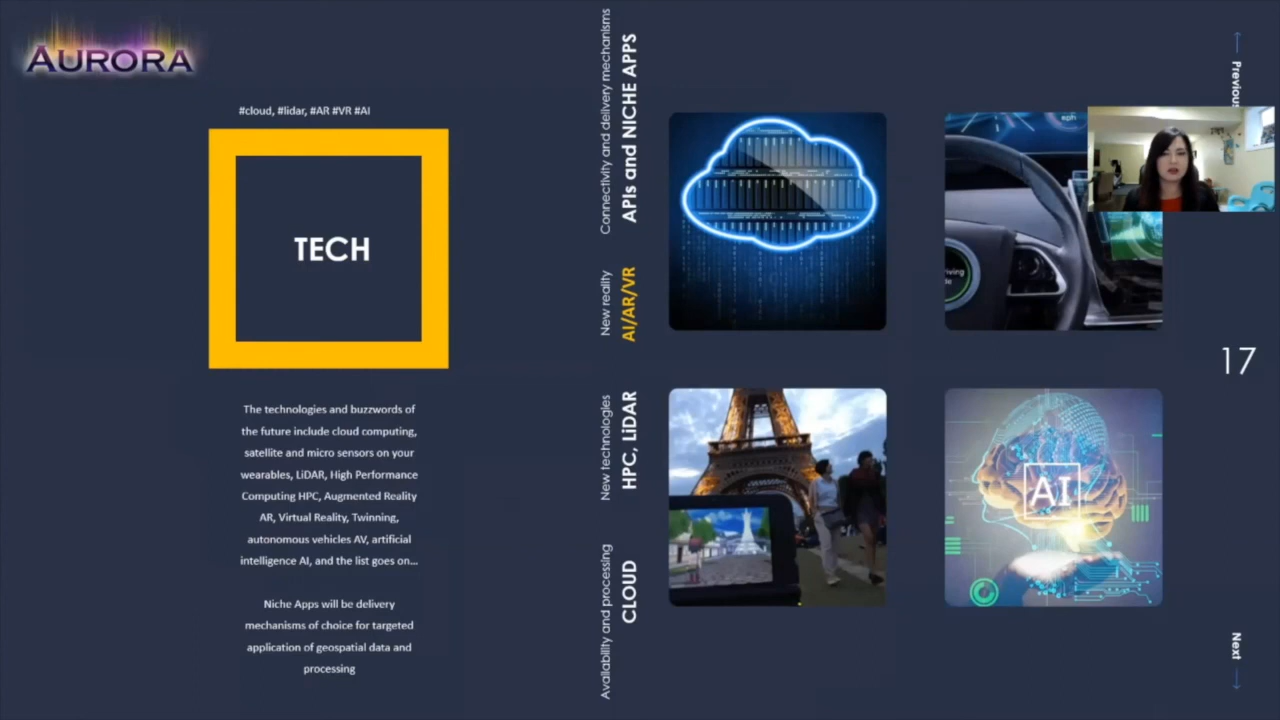 AURORA
#cloud, #lidar, #AR #VR #AI
TECH
The technologies and buzzwords of
the future include cloud computing,
satellite and micro sensors on your
wearables, LiDAR, High Performance
Computing HPC, Augmented Reality
AR, Virtual Reality, Twinning,
autonomous vehicles AV, artificial
intelligence AI, and the list goes on...
Niche Apps will be delivery
mechanisms of choice for targeted
application of geospatial data and
processing
Connectivity and delivery mechanisms
APIs and NICHE APPS
New reality
AI/AR/VR
New technologies
HPC, LiDAR
Availability and processing
CLOUD
AI
Previous
17
Next